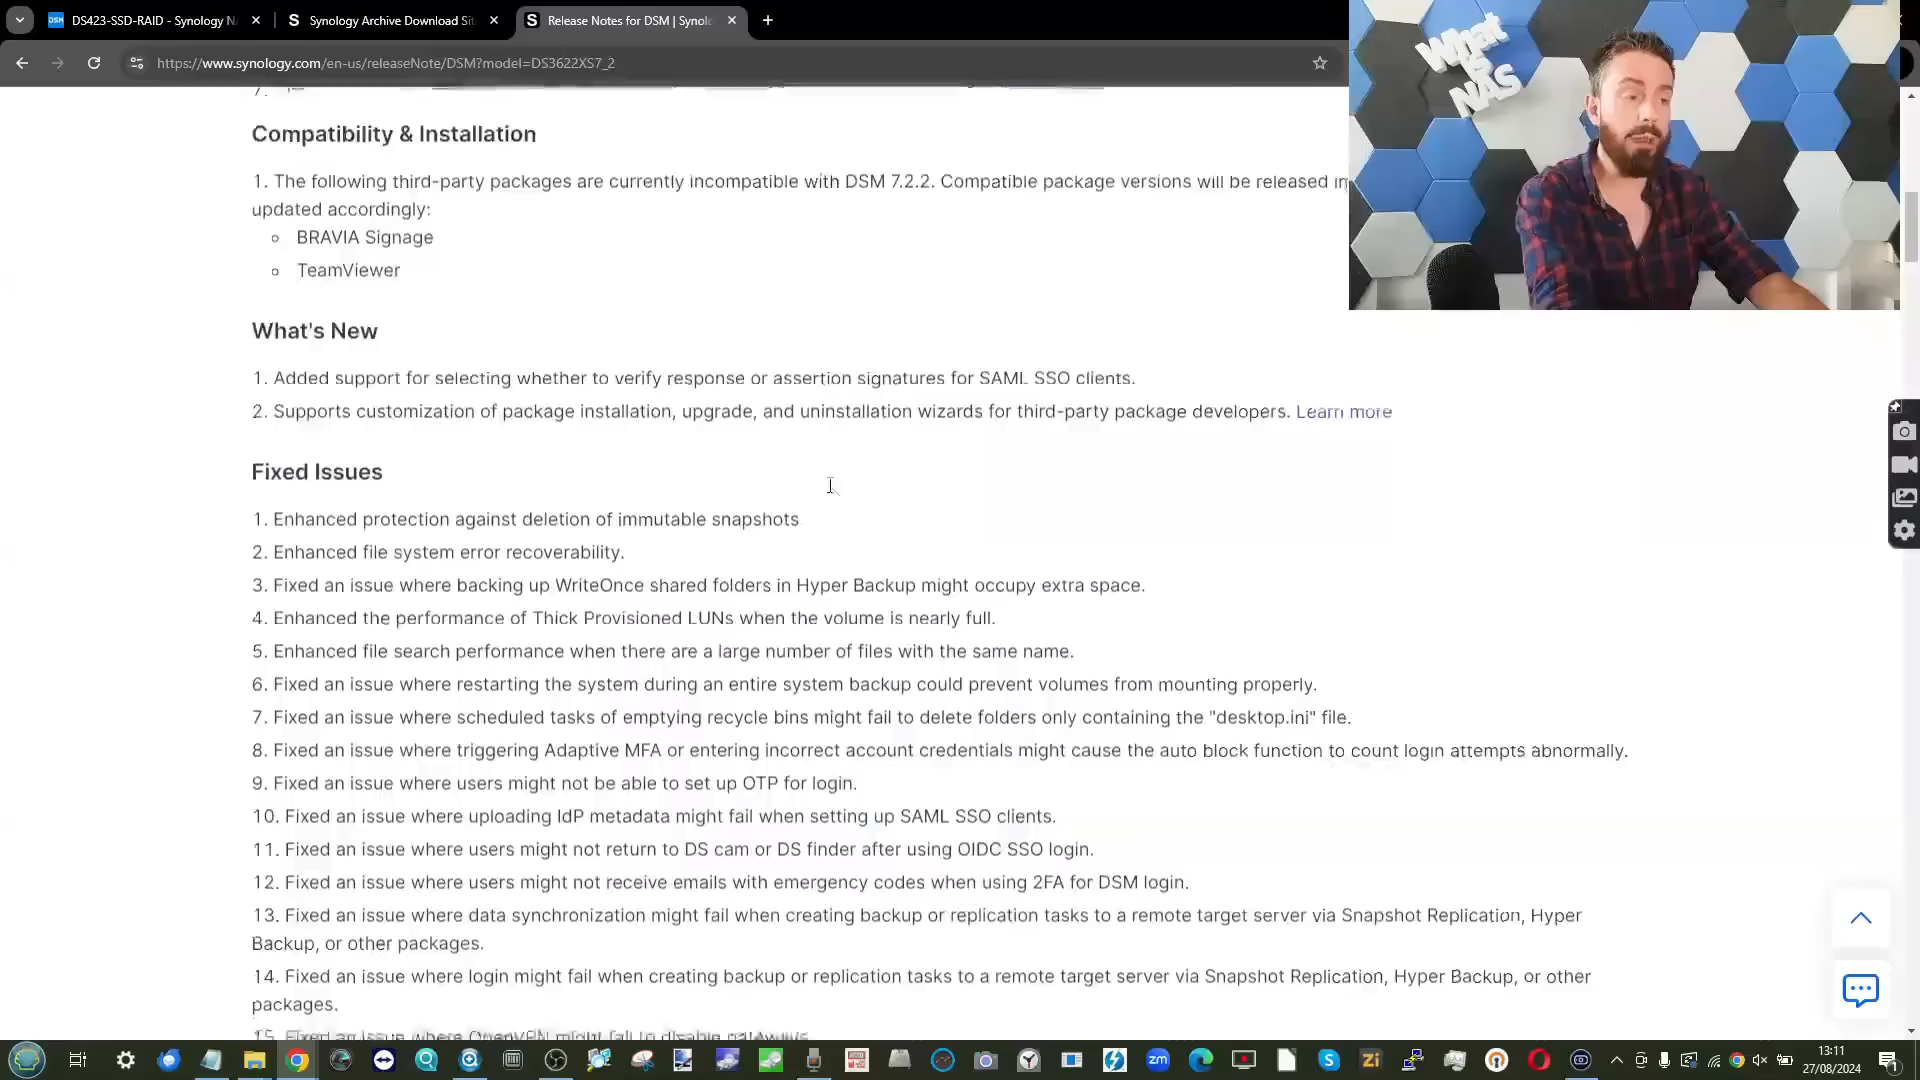 DS423-SSD-RAID - Synology N
Synology Archive Download Sit
Release Notes for DSM | Synolo
https://www.synology.com/en-us/releaseNote/DSM?model=DS3622XS7_2
What
is
NAS
Compatibility & Installation
1. The following third-party packages are currently incompatible with DSM 7.2.2. Compatible package versions will be released in
updated accordingly:
BRAVIA Signage
TeamViewer
What's New
1. Added support for selecting whether to verify response or assertion signatures for SAML SSO clients.
2. Supports customization of package installation, upgrade, and uninstallation wizards for third-party package developers. Learn more
Fixed Issues
1. Enhanced protection against deletion of immutable snapshots
2. Enhanced file system error recoverability.
3. Fixed an issue where backing up WriteOnce shared folders in Hyper Backup might occupy extra space.
4. Enhanced the performance of Thick Provisioned LUNs when the volume is nearly full.
5. Enhanced file search performance when there are a large number of files with the same name.
6. Fixed an issue where restarting the system during an entire system backup could prevent volumes from mounting properly.
7. Fixed an issue where scheduled tasks of emptying recycle bins might fail to delete folders only containing the "desktop.ini" file.
8. Fixed an issue where triggering Adaptive MFA or entering incorrect account credentials might cause the auto block function to count login attempts abnormally.
9. Fixed an issue where users might not be able to set up OTP for login.
10. Fixed an issue where uploading IdP metadata might fail when setting up SAML SSO clients.
11. Fixed an issue where users might not return to DS cam or DS finder after using OIDC SSO login.
12. Fixed an issue where users might not receive emails with emergency codes when using 2FA for DSM login.
13. Fixed an issue where data synchronization might fail when creating backup or replication tasks to a remote target server via Snapshot Replication, Hyper
Backup, or other packages.
14. Fixed an issue where login might fail when creating backup or replication tasks to a remote target server via Snapshot Replication, Hyper Backup, or other
packages.
15. Fixed an issue where OpenVPN might fail to disable gateways
13:11
27/08/2024